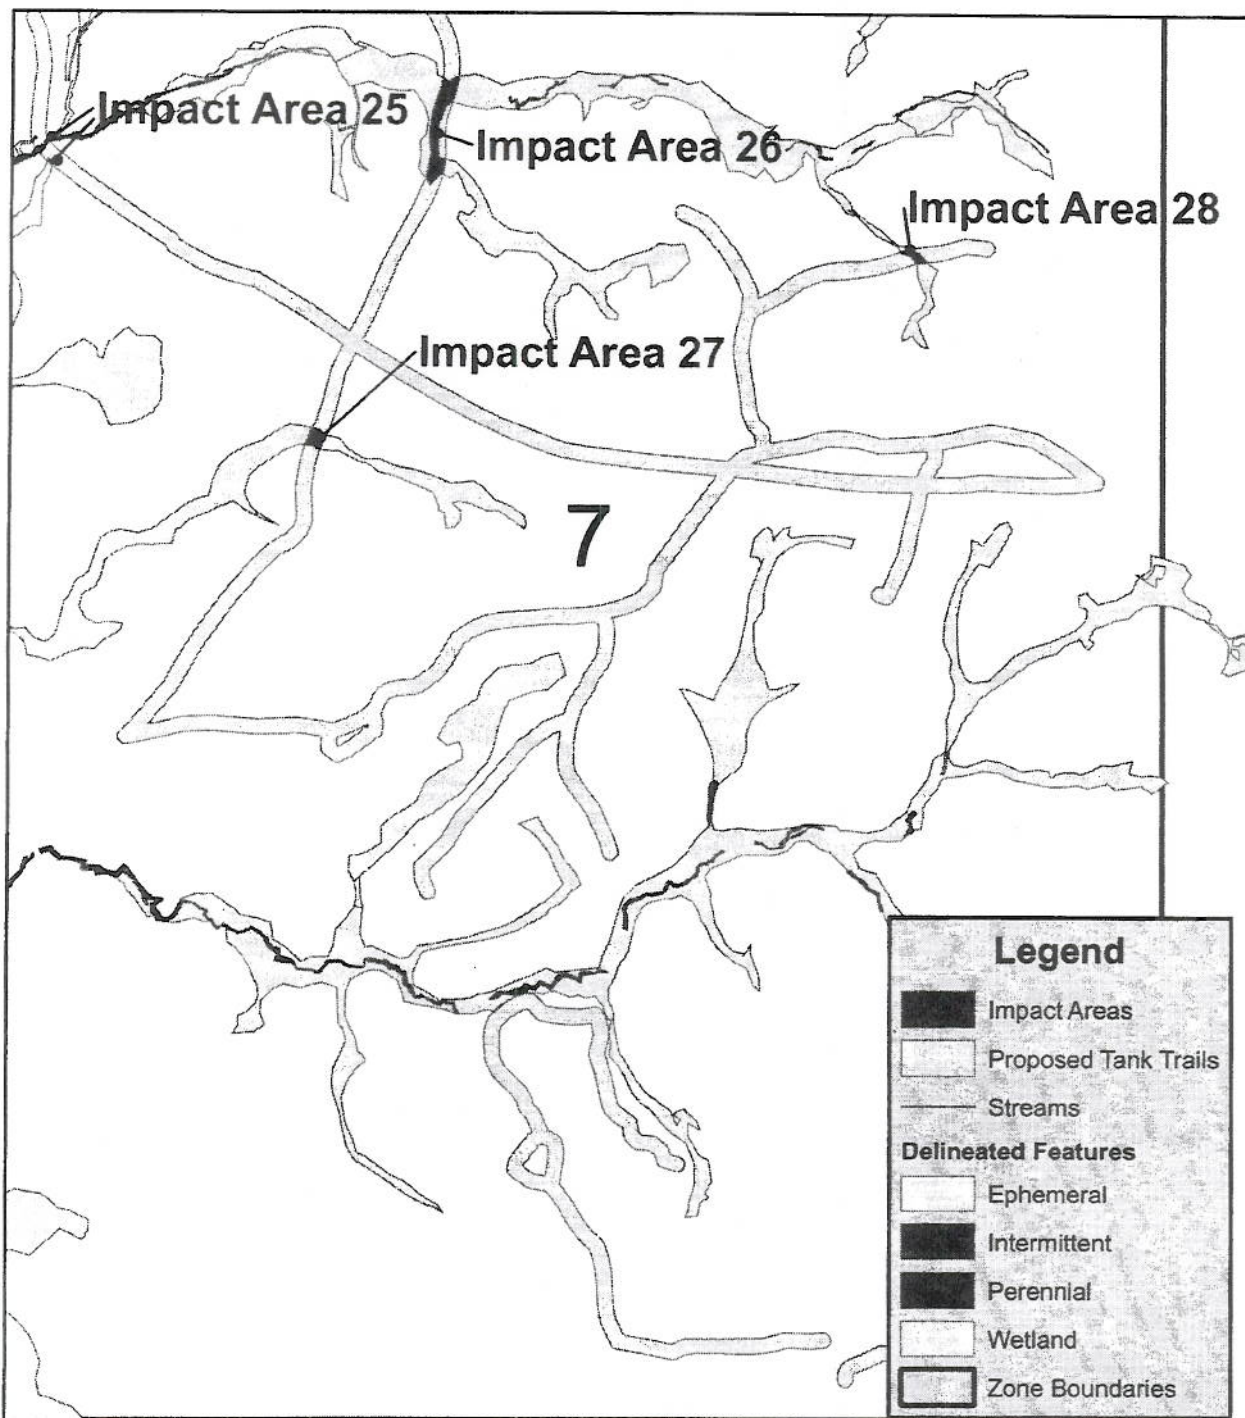 Impact Area 25
Impact Area 26
Impact Area 28
Impact Area 27
7
Legend
Impact Areas
Proposed Tank Trails
Streams
Delineated Features
Ephemeral
Intermittent
Perennial
Wetland
Zone Boundaries